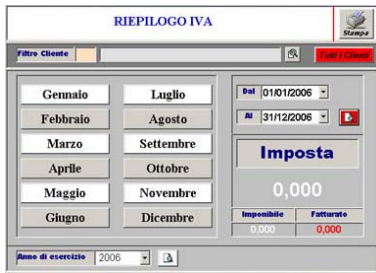 RIEPILOGO IVA
Stampa
Filtro Cliente
Tutti i Clienti
Gennaio Luglio
Febbraio Agosto
Marzo Settembre
Aprile Ottobre
Maggio Novembre
Giugno Dicembre
Dal 01/01/2006
Al 31/12/2006
Imposta
0,000
Imponibile Fatturato
0,000 0,000
Anno di esercizio 2006